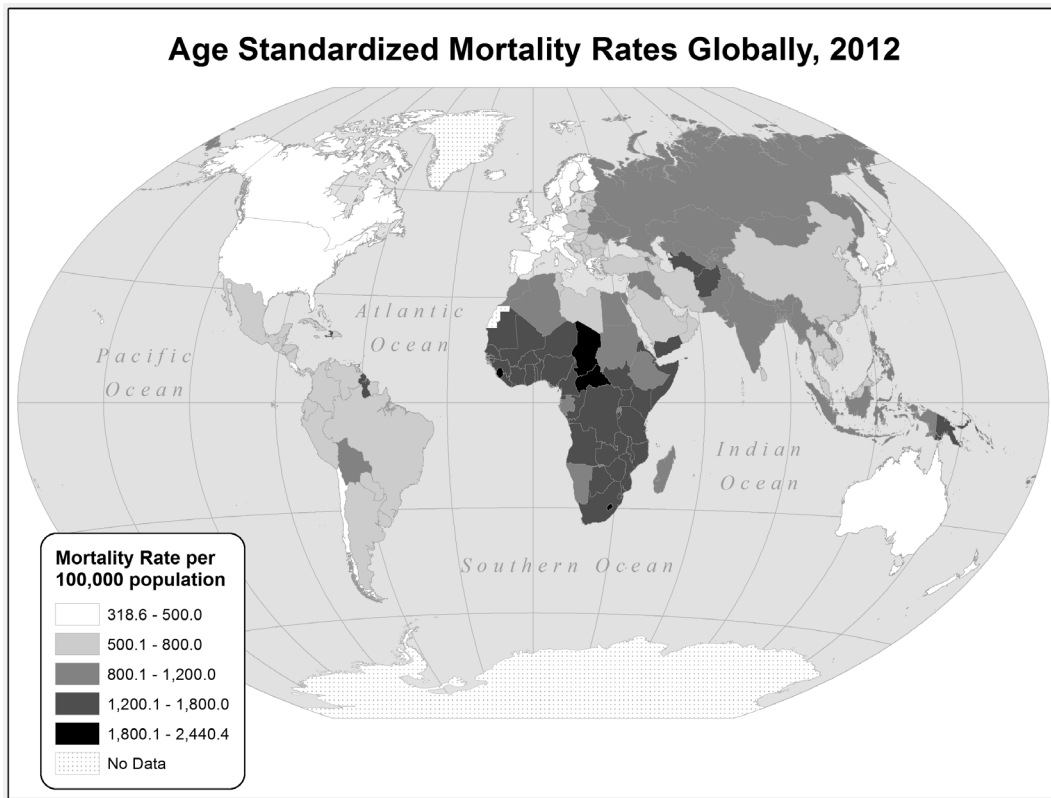 Age Standardized Mortality Rates Globally, 2012
Atlantic
Ocean
Pacific
Ocean
Indian
Ocean
Southern Ocean
Mortality Rate per
100,000 population
318.6 - 500.0
500.1 - 800.0
800.1 - 1,200.0
1,200.1 - 1,800.0
1,800.1 - 2,440.4
No Data